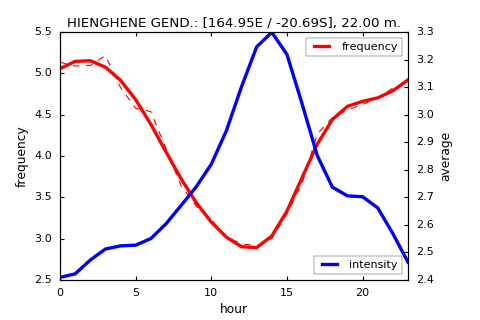 HIENGHENE GEND.: [164.95E / -20.69S], 22.00 m.
5.5
5.0
4.5
4.0
3.5
3.0
2.5
frequency
3.3
3.2
3.1
3.0
2.9
2.8
2.7
2.6
2.5
2.4
average
frequency
intensity
0 5 10 15 20
hour